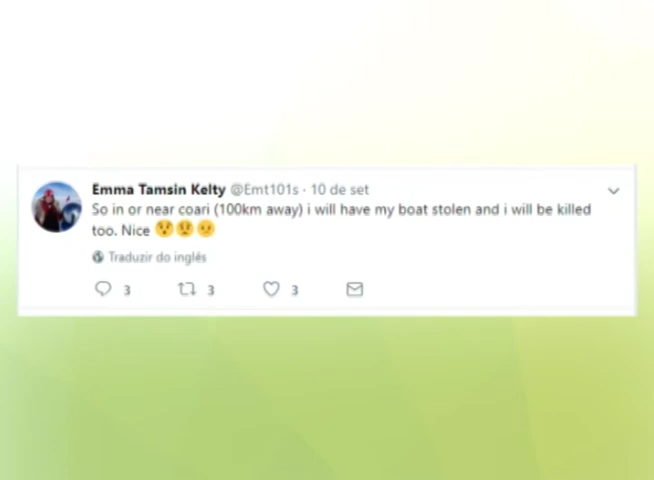 Emma Tamsin Kelty @Emt101s · 10 de set
So in or near coari (100km away) i will have my boat stolen and i will be killed
too. Nice 😯😟😕
Traduzir do inglês
3 3 3